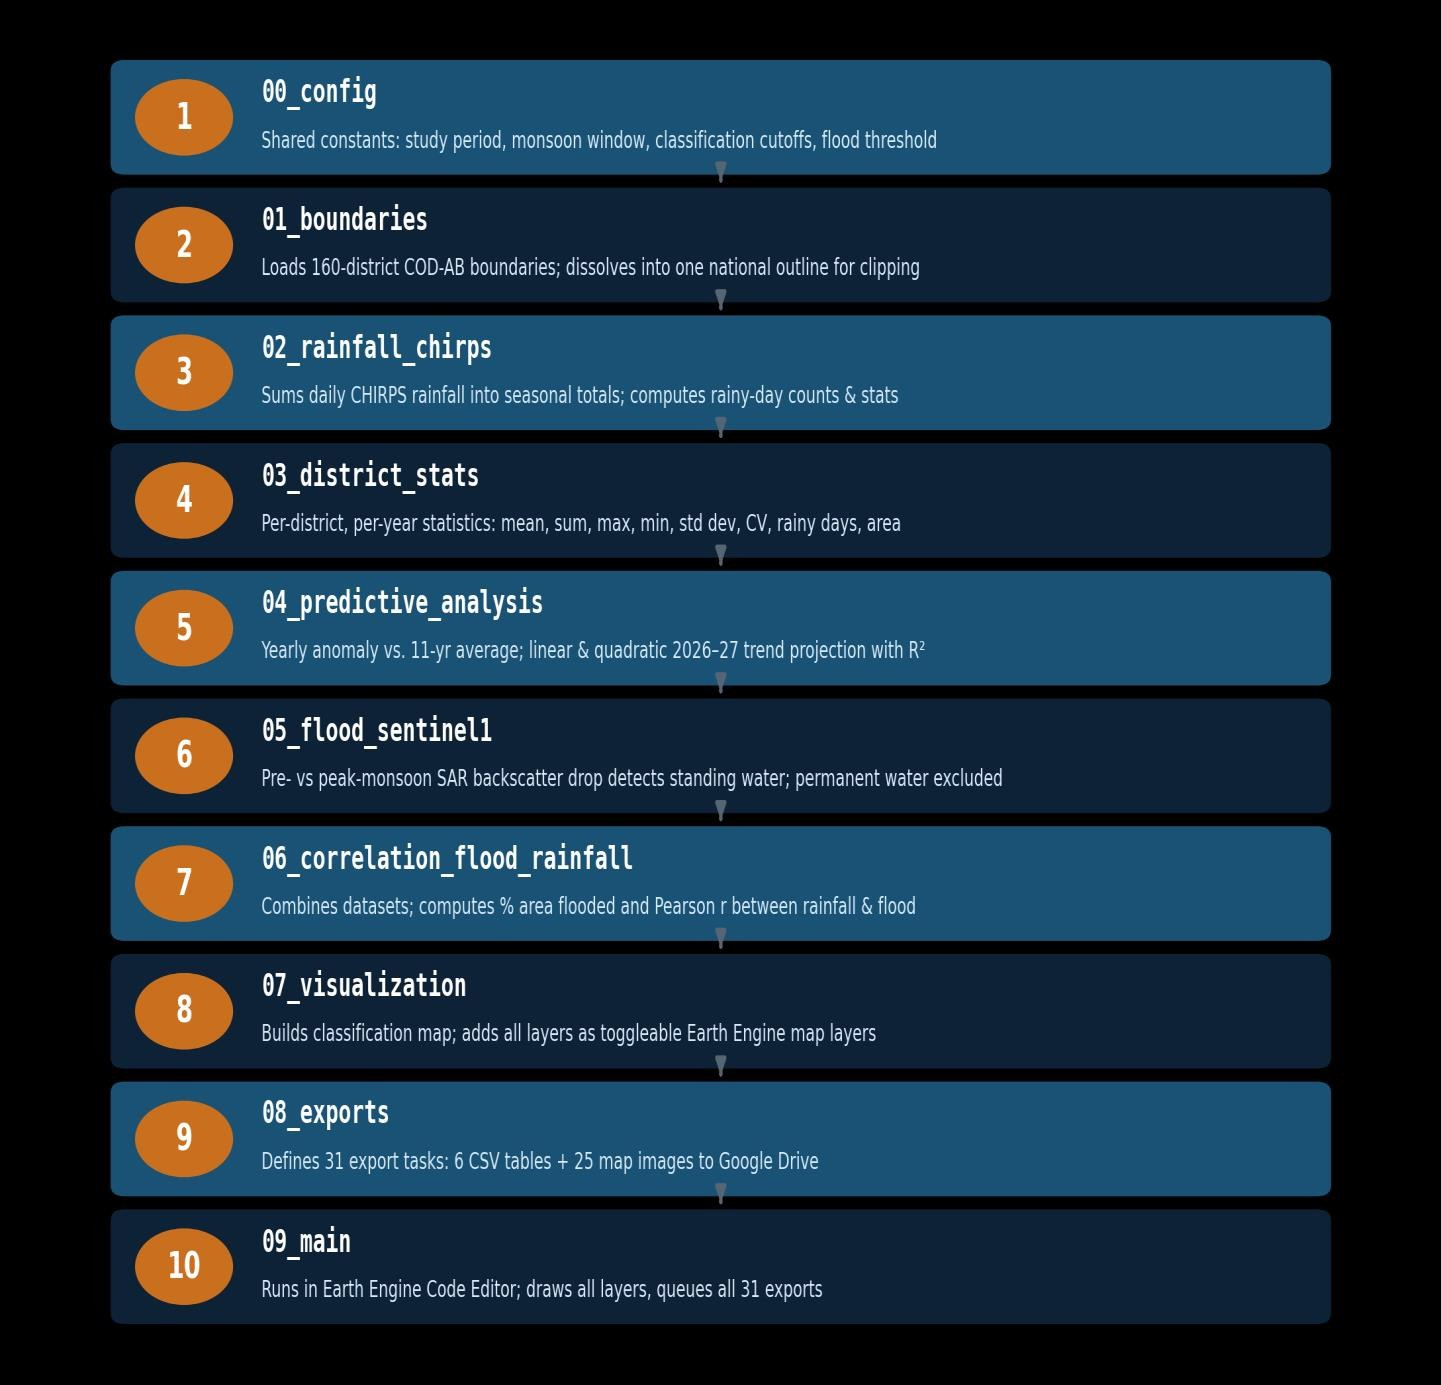 1
00_config
Shared constants: study period, monsoon window, classification cutoffs, flood threshold
2
01_boundaries
Loads 160-district COD-AB boundaries; dissolves into one national outline for clipping
3
02_rainfall_chirps
Sums daily CHIRPS rainfall into seasonal totals; computes rainy-day counts & stats
4
03_district_stats
Per-district, per-year statistics: mean, sum, max, min, std dev, CV, rainy days, area
5
04_predictive_analysis
Yearly anomaly vs. 11-yr average; linear & quadratic 2026–27 trend projection with R²
6
05_flood_sentinel1
Pre- vs peak-monsoon SAR backscatter drop detects standing water; permanent water excluded
7
06_correlation_flood_rainfall
Combines datasets; computes % area flooded and Pearson r between rainfall & flood
8
07_visualization
Builds classification map; adds all layers as toggleable Earth Engine map layers
9
08_exports
Defines 31 export tasks: 6 CSV tables + 25 map images to Google Drive
10
09_main
Runs in Earth Engine Code Editor; draws all layers, queues all 31 exports